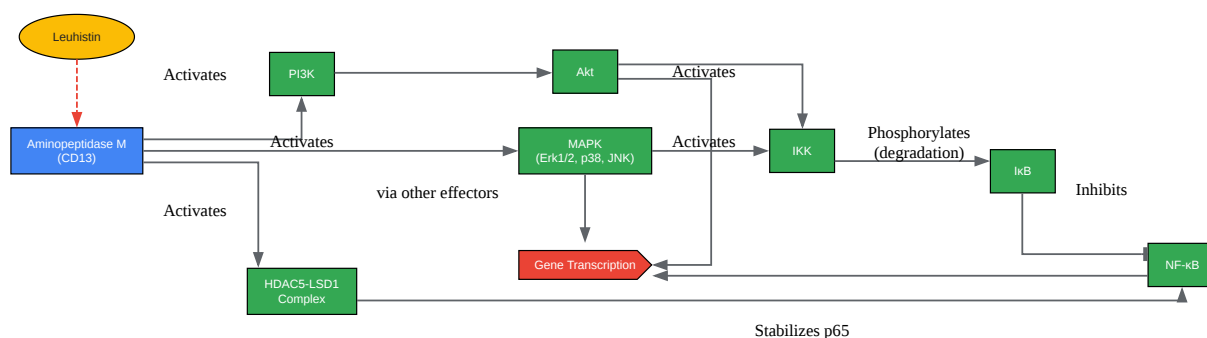 Leuhistin
Activates
PI3K
Akt
Activates
Aminopeptidase M
(CD13)
Activates
MAPK
(Erk1/2, p38, JNK)
Activates
IKK
Phosphorylates
(degradation)
IκB
Inhibits
via other effectors
Activates
Gene Transcription
NF-κB
HDAC5-LSD1
Complex
Stabilizes p65